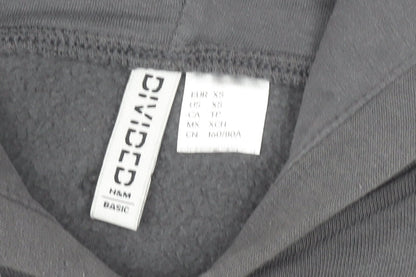 DIVIDED
H&M
BASIC
EUR XS
US XS
CA TP
MX XCH
CN 160/80A